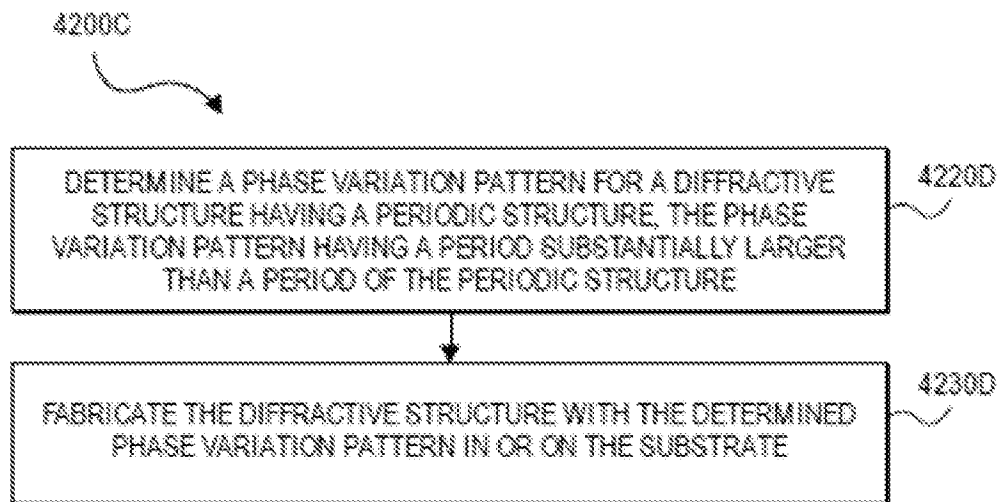 4200C
DETERMINE A PHASE VARIATION PATTERN FOR A DIFFRACTIVE
STRUCTURE HAVING A PERIODIC STRUCTURE, THE PHASE
VARIATION PATTERN HAVING A PERIOD SUBSTANTIALLY LARGER
THAN A PERIOD OF THE PERIODIC STRUCTURE
4220D
FABRICATE THE DIFFRACTIVE STRUCTURE WITH THE DETERMINED
PHASE VARIATION PATTERN IN OR ON THE SUBSTRATE
4230D